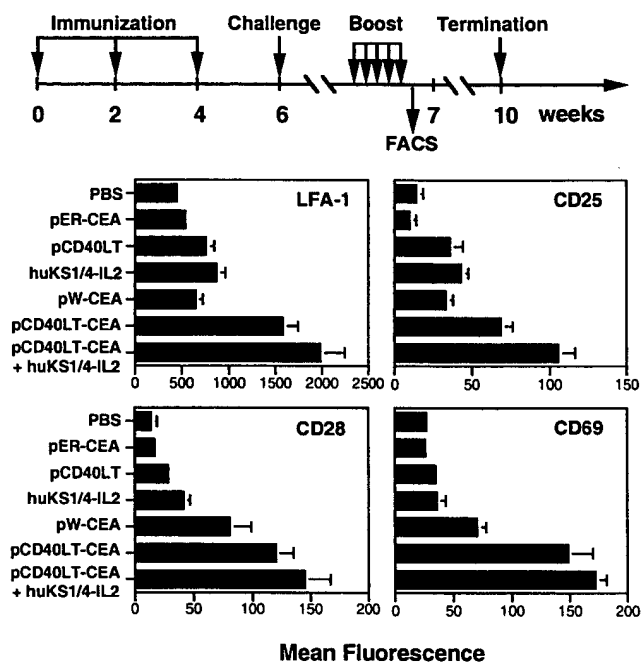 Immunization Challenge Boost Termination
0 2 4 6 7 10 weeks
FACS
LFA-1
PBS
pER-CEA
pCD40LT
huKS1/4-IL2
pW-CEA
pCD40LT-CEA
pCD40LT-CEA
+ huKS1/4-IL2
0 500 1000 1500 2000 2500
CD25
0 50 100 150
CD28
PBS
pER-CEA
pCD40LT
huKS1/4-IL2
pW-CEA
pCD40LT-CEA
pCD40LT-CEA
+ huKS1/4-IL2
0 50 100 150 200
CD69
0 50 100 150 200
Mean Fluorescence